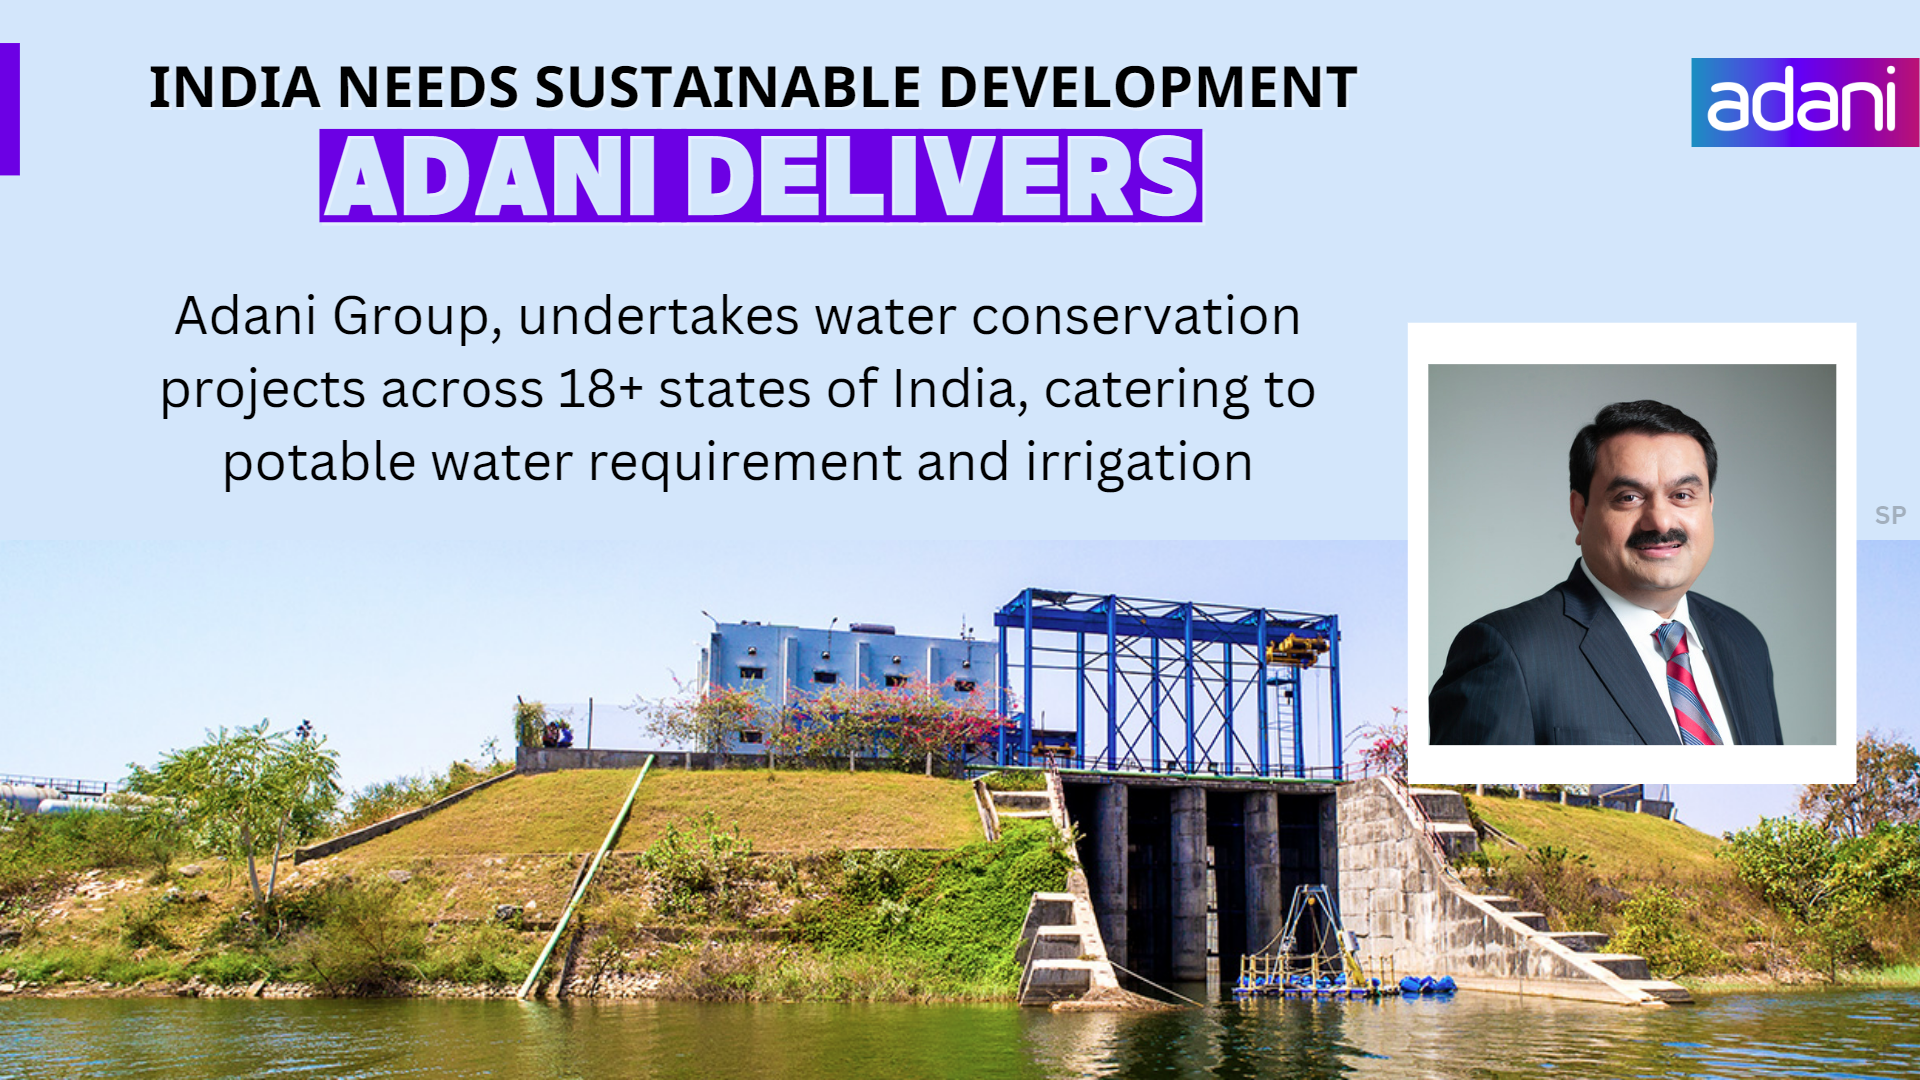 INDIA NEEDS SUSTAINABLE DEVELOPMENT
adani
ADANI DELIVERS
Adani Group, undertakes water conservation
projects across 18+ states of India, catering to
potable water requirement and irrigation
SP